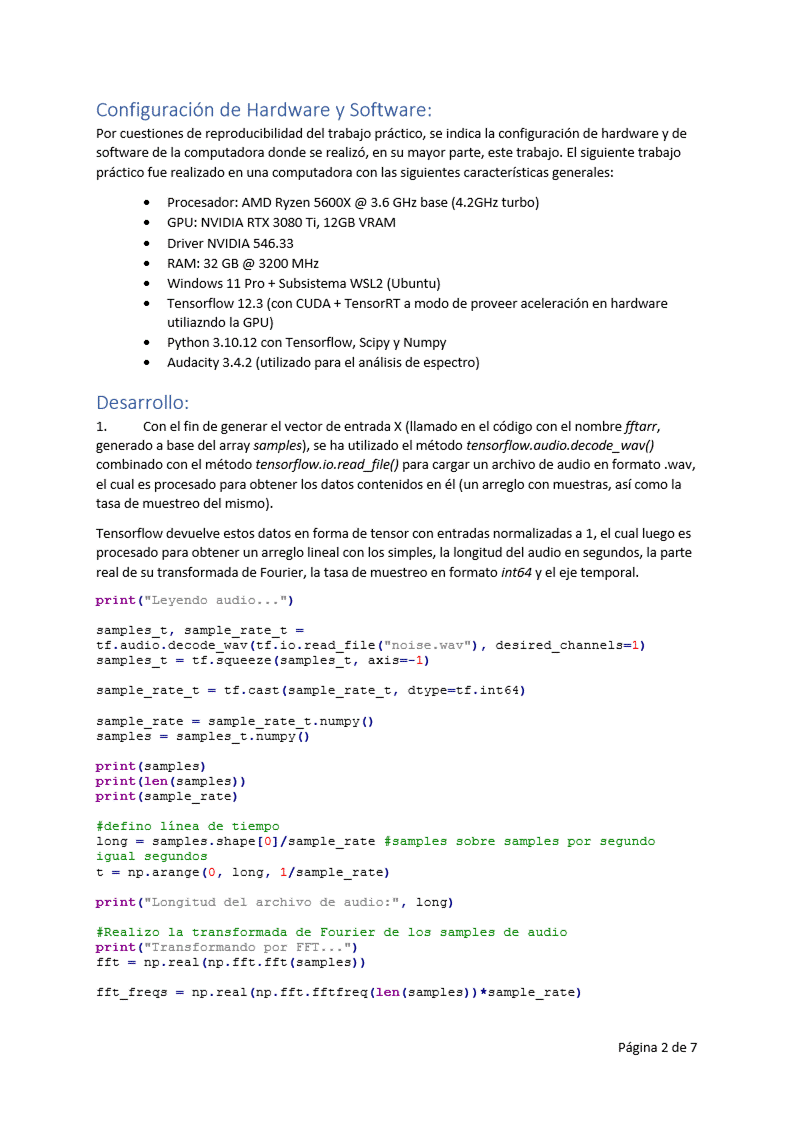 Configuración de Hardware y Software:
Por cuestiones de reproducibilidad del trabajo práctico, se indica la configuración de hardware y de
software de la computadora donde se realizó, en su mayor parte, este trabajo. El siguiente trabajo
práctico fue realizado en una computadora con las siguientes características generales:
• Procesador: AMD Ryzen 5600X @ 3.6 GHz base (4.2GHz turbo)
• GPU: NVIDIA RTX 3080 Ti, 12GB VRAM
• Driver NVIDIA 546.33
• RAM: 32 GB @ 3200 MHz
• Windows 11 Pro + Subsistema WSL2 (Ubuntu)
• Tensorflow 12.3 (con CUDA + TensorRT a modo de proveer aceleración en hardware
utiliazndo la GPU)
• Python 3.10.12 con Tensorflow, Scipy y Numpy
• Audacity 3.4.2 (utilizado para el análisis de espectro)
Desarrollo:
1. Con el fin de generar el vector de entrada X (llamado en el código con el nombre fftarr,
generado a base del array samples), se ha utilizado el método tensorflow.audio.decode_wav()
combinado con el método tensorflow.io.read_file() para cargar un archivo de audio en formato .wav,
el cual es procesado para obtener los datos contenidos en él (un arreglo con muestras, así como la
tasa de muestreo del mismo).
Tensorflow devuelve estos datos en forma de tensor con entradas normalizadas a 1, el cual luego es
procesado para obtener un arreglo lineal con los simples, la longitud del audio en segundos, la parte
real de su transformada de Fourier, la tasa de muestreo en formato int64 y el eje temporal.
print("Leyendo audio...")
samples_t, sample_rate_t =
tf.audio.decode_wav(tf.io.read_file("noise.wav"), desired_channels=1)
samples_t = tf.squeeze(samples_t, axis=-1)
sample_rate_t = tf.cast(sample_rate_t, dtype=tf.int64)
sample_rate = sample_rate_t.numpy()
samples = samples_t.numpy()
print(samples)
print(len(samples))
print(sample_rate)
#defino línea de tiempo
long = samples.shape[0]/sample_rate #samples sobre samples por segundo
igual segundos
t = np.arange(0, long, 1/sample_rate)
print("Longitud del archivo de audio:", long)
#Realizo la transformada de Fourier de los samples de audio
print("Transformando por FFT...")
fft = np.real(np.fft.fft(samples))
fft_freqs = np.real(np.fft.fftfreq(len(samples))*sample_rate)
Página 2 de 7